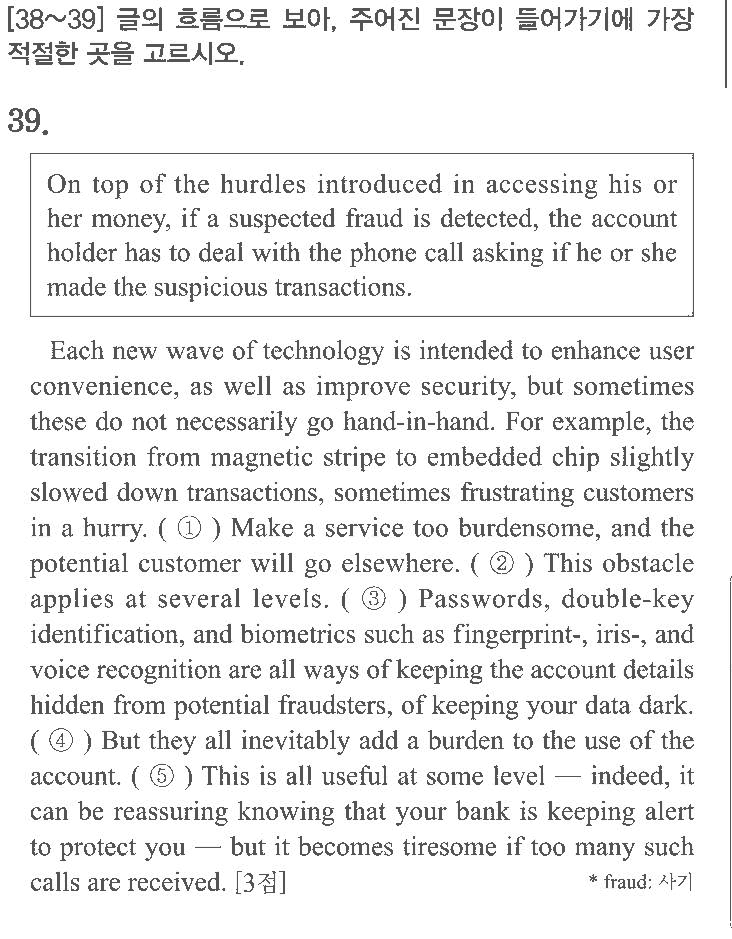 [38～39] 글의 흐름으로 보아, 주어진 문장이 들어가기에 가장
적절한 곳을 고르시오.
39.
On top of the hurdles introduced in accessing his or
her money, if a suspected fraud is detected, the account
holder has to deal with the phone call asking if he or she
made the suspicious transactions.
Each new wave of technology is intended to enhance user
convenience, as well as improve security, but sometimes
these do not necessarily go hand-in-hand. For example, the
transition from magnetic stripe to embedded chip slightly
slowed down transactions, sometimes frustrating customers
in a hurry. ( ① ) Make a service too burdensome, and the
potential customer will go elsewhere. ( ② ) This obstacle
applies at several levels. ( ③ ) Passwords, double-key
identification, and biometrics such as fingerprint-, iris-, and
voice recognition are all ways of keeping the account details
hidden from potential fraudsters, of keeping your data dark.
( ④ ) But they all inevitably add a burden to the use of the
account. ( ⑤ ) This is all useful at some level — indeed, it
can be reassuring knowing that your bank is keeping alert
to protect you — but it becomes tiresome if too many such
calls are received. [3점] * fraud: 사기